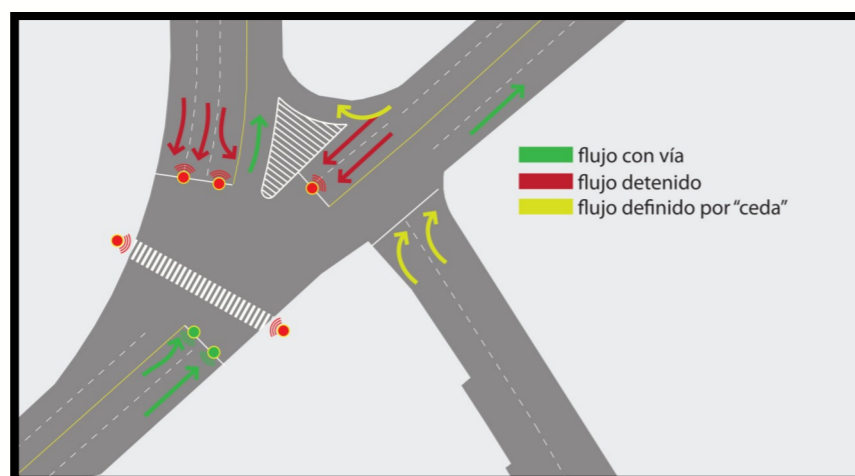 flujo con vía
flujo detenido
flujo definido por “ceda”